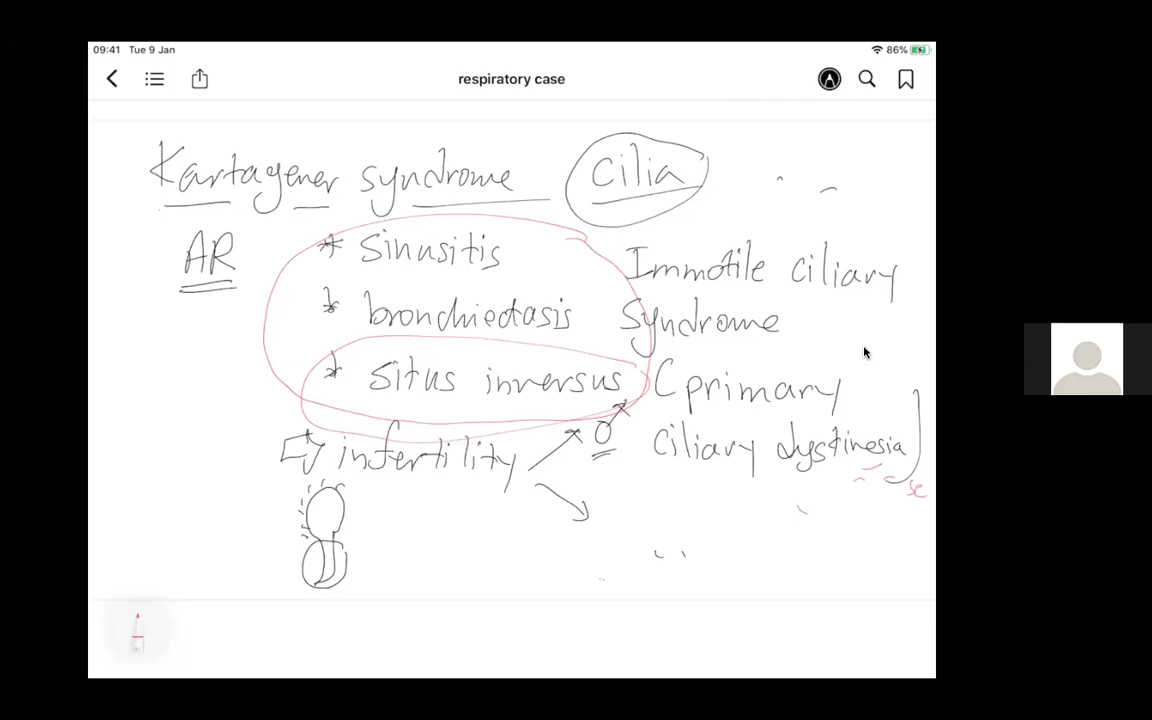 09:41 Tue 9 Jan 86%
respiratory case
Kartagener syndrome cilia
AR
* Sinusitis
* bronchiectasis
* Situs inversus
infertility
Immotile ciliary
Syndrome
(primary
ciliary dyskinesia